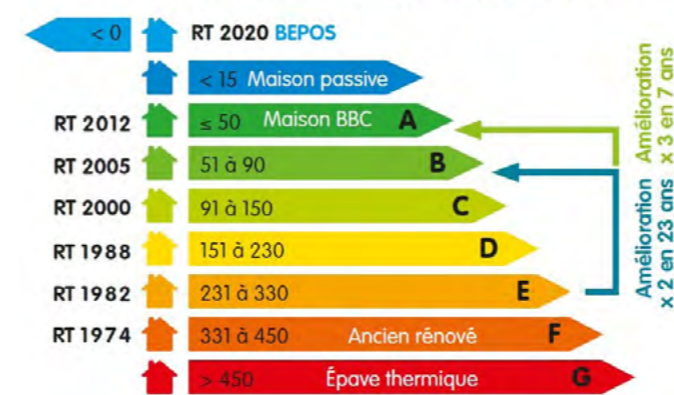 < 0 RT 2020 BEPOS
< 15 Maison passive
RT 2012 ≤ 50 Maison BBC A
RT 2005 51 à 90 B
RT 2000 91 à 150 C
RT 1988 151 à 230 D
RT 1982 231 à 330 E
RT 1974 331 à 450 Ancien rénové F
> 450 Épave thermique G
Amélioration
x 3 en 7 ans
Amélioration
x 2 en 23 ans